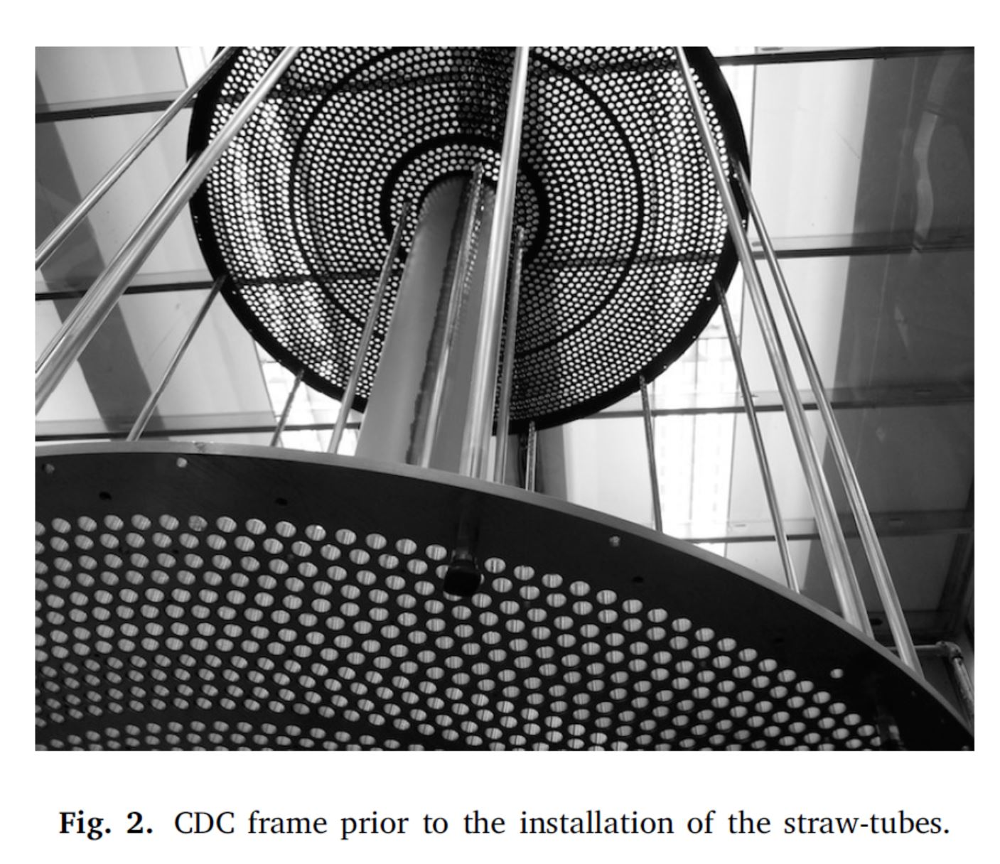 Fig. 2. CDC frame prior to the installation of the straw-tubes.